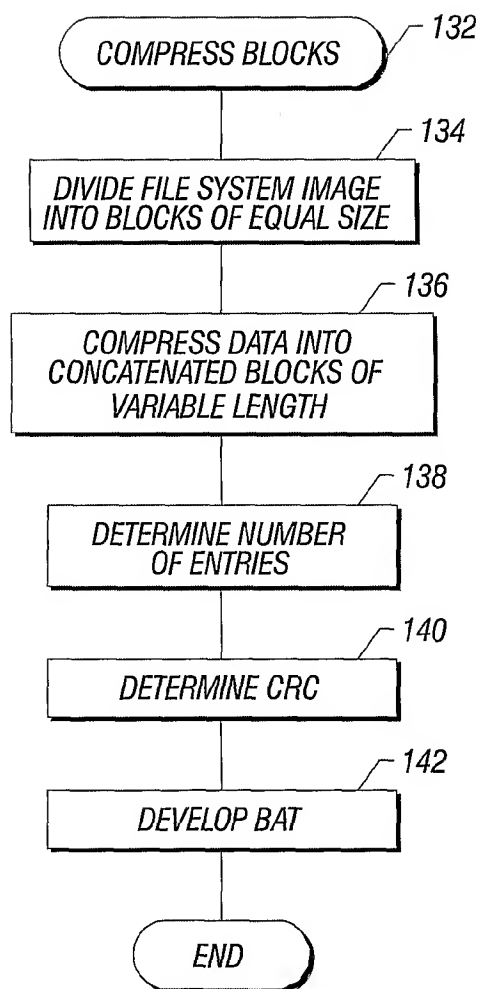 COMPRESS BLOCKS
132
134
DIVIDE FILE SYSTEM IMAGE
INTO BLOCKS OF EQUAL SIZE
136
COMPRESS DATA INTO
CONCATENATED BLOCKS OF
VARIABLE LENGTH
138
DETERMINE NUMBER
OF ENTRIES
140
DETERMINE CRC
142
DEVELOP BAT
END